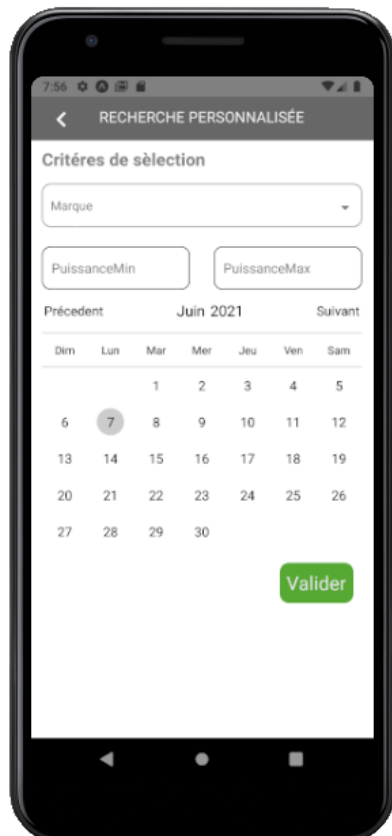 7:56
RECHERCHE PERSONNALISÉE
Critéres de sèlection
Marque
PuissanceMin PuissanceMax
Précedent Juin 2021 Suivant
Dim Lun Mar Mer Jeu Ven Sam
1 2 3 4 5
6 7 8 9 10 11 12
13 14 15 16 17 18 19
20 21 22 23 24 25 26
27 28 29 30
Valider